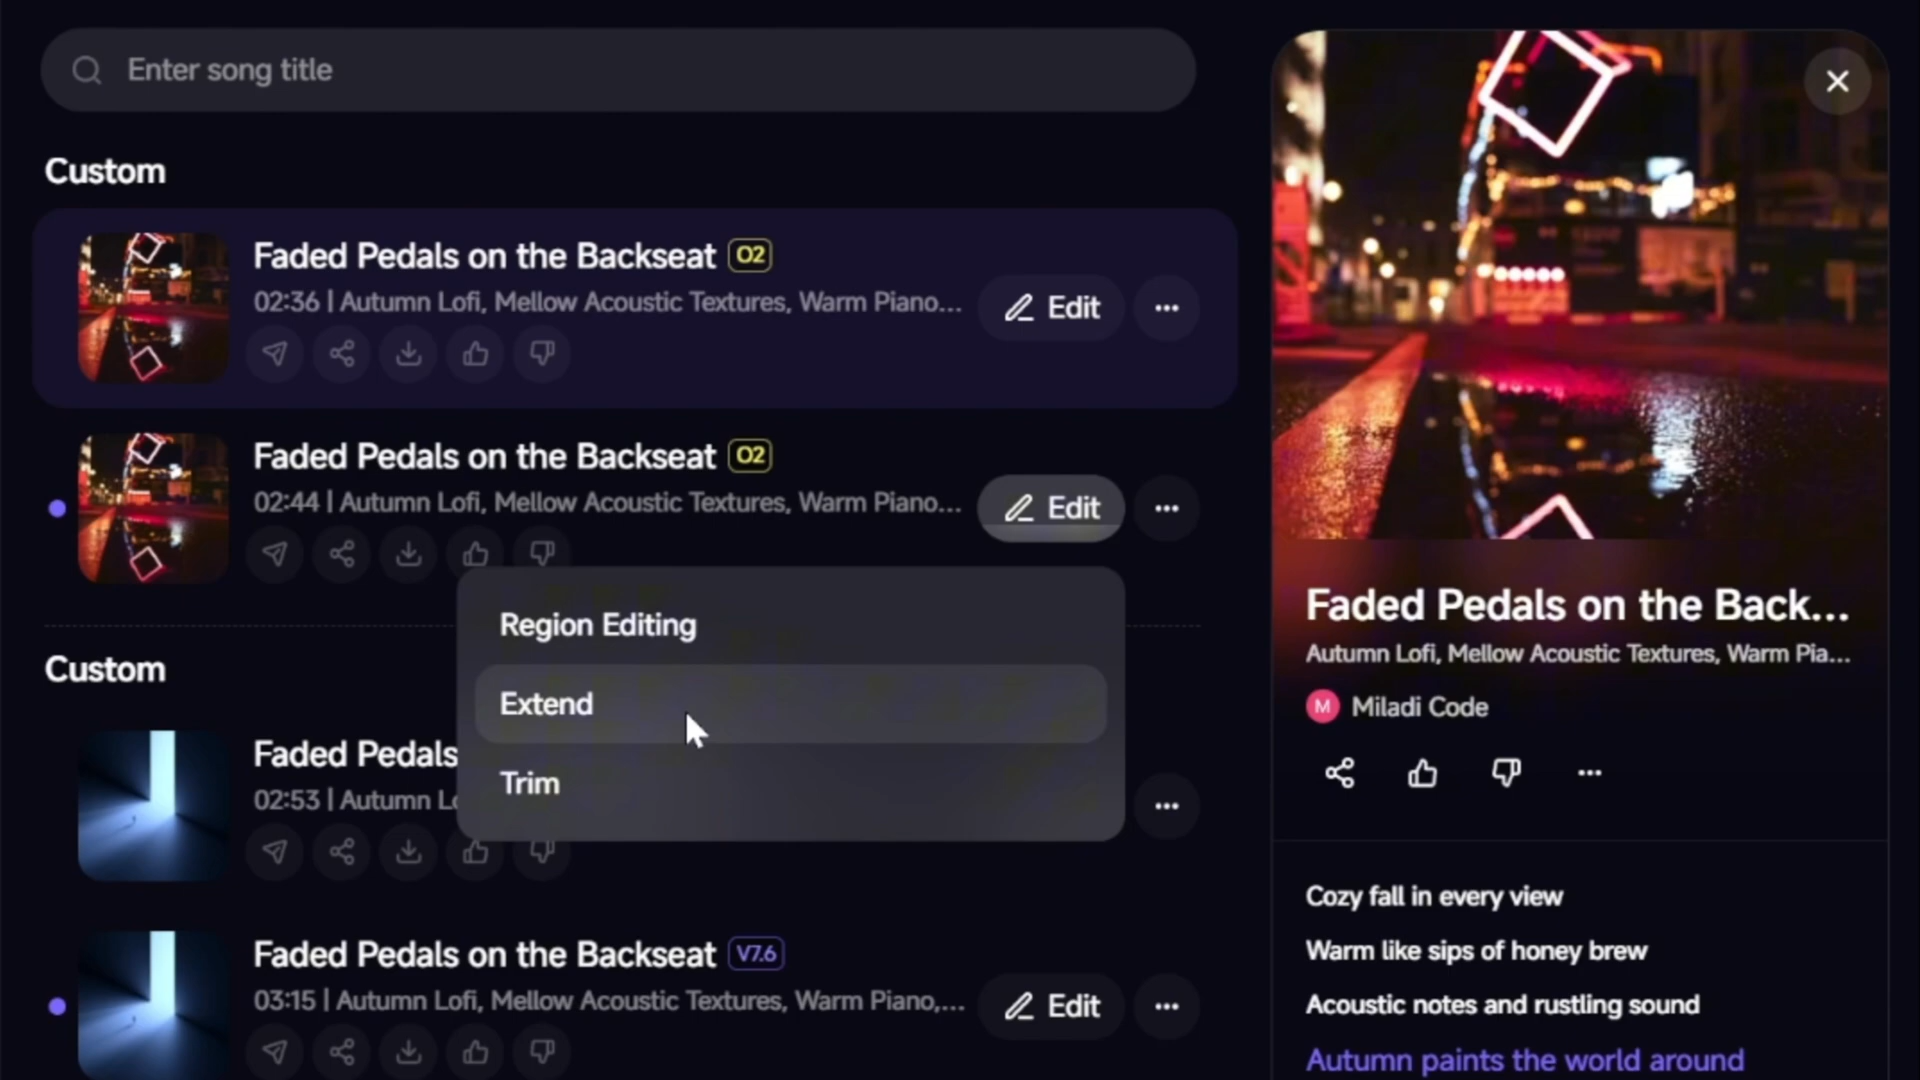 Enter song title
Custom
Faded Pedals on the Backseat O2
02:36 | Autumn Lofi, Mellow Acoustic Textures, Warm Piano...
Edit
Faded Pedals on the Backseat O2
02:44 | Autumn Lofi, Mellow Acoustic Textures, Warm Piano...
Edit
Region Editing
Extend
Trim
Custom
Faded Pedals
02:53 | Autumn Lo
Faded Pedals on the Backseat V7.6
03:15 | Autumn Lofi, Mellow Acoustic Textures, Warm Piano,...
Edit
Faded Pedals on the Back...
Autumn Lofi, Mellow Acoustic Textures, Warm Pia...
M Miladi Code
Cozy fall in every view
Warm like sips of honey brew
Acoustic notes and rustling sound
Autumn paints the world around